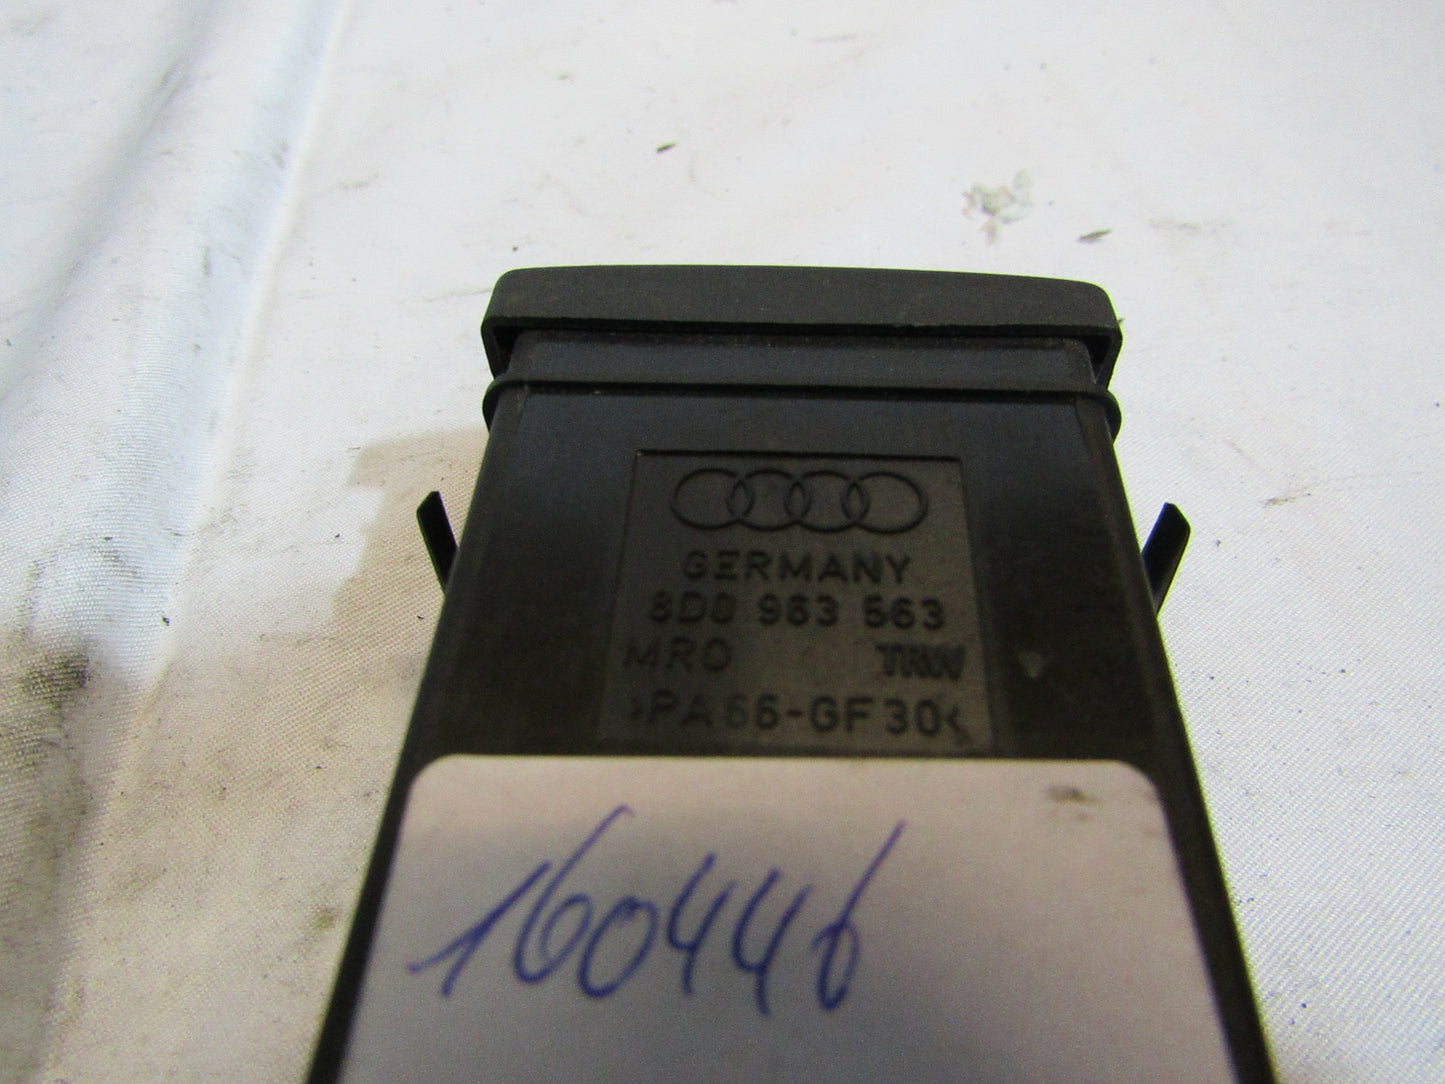 GERMANY
8D0 963 563
MRO TRW
>PA66-GF30<
160446